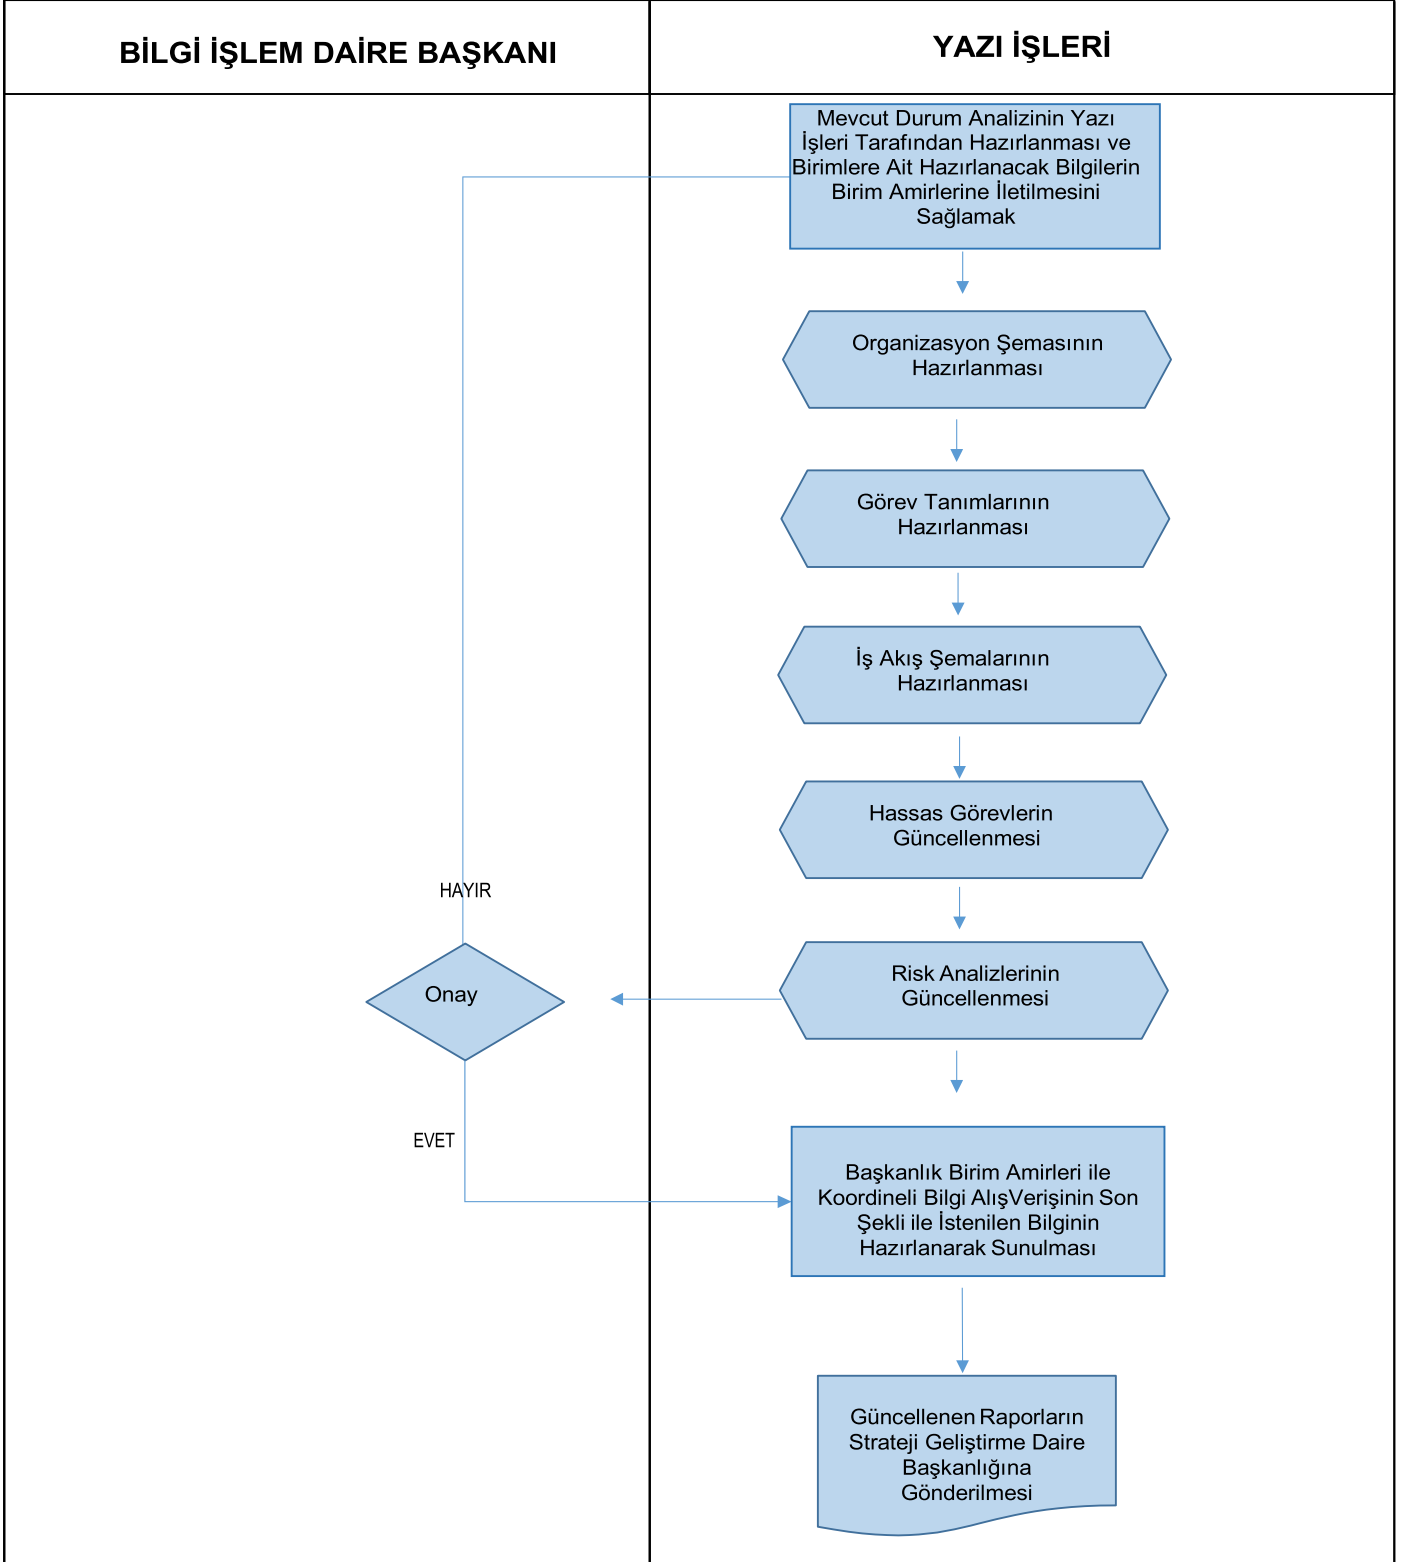 BİLGİ İŞLEM DAİRE BAŞKANI
YAZI İŞLERİ
Mevcut Durum Analizinin Yazı
İşleri Tarafından Hazırlanması ve
Birimlere Ait Hazırlanacak Bilgilerin
Birim Amirlerine İletilmesini
Sağlamak
Organizasyon Şemasının
Hazırlanması
Görev Tanımlarının
Hazırlanması
İş Akış Şemalarının
Hazırlanması
Hassas Görevlerin
Güncellenmesi
HAYIR
Risk Analizlerinin
Güncellenmesi
Onay
EVET
Başkanlık Birim Amirleri ile
Koordineli Bilgi AlışVerişinin Son
Şekli ile İstenilen Bilginin
Hazırlanarak Sunulması
Güncellenen Raporların
Strateji Geliştirme Daire
Başkanlığına
Gönderilmesi